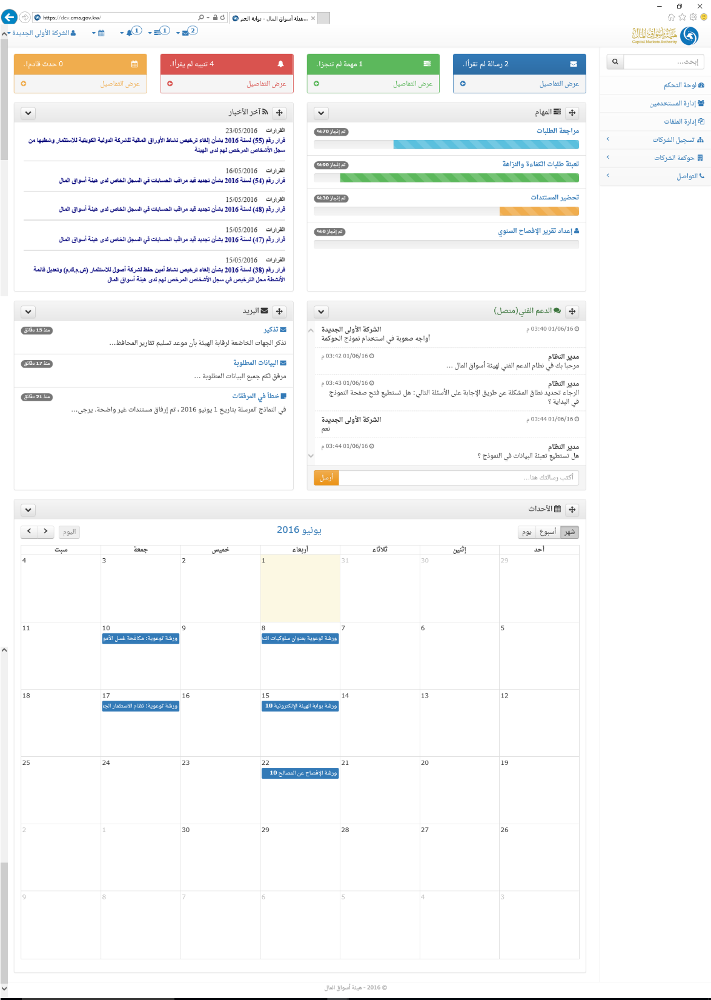 https://dev.cma.gov.kw/
هيئة أسواق المال - بوابة العم...
هيئة أسواق المال
Capital Markets Authority
2
1
1
الشركة الأولى الجديدة
إبحث...
لوحة التحكم
إدارة المستخدمين
إدارة الملفات
تسجيل الشركات
حوكمة الشركات
التواصل
2 رسالة لم تقرأ!.
عرض التفاصيل
1 مهمة لم تنجز!.
عرض التفاصيل
4 تنبيه لم يقرأ!.
عرض التفاصيل
0 حدث قادم!.
عرض التفاصيل
المهام
مراجعة الطلبات
تم إنجاز 70%
تعبئة طلبات الكفاءة والنزاهة
تم إنجاز 90%
تحضير المستندات
تم إنجاز 30%
إعداد تقرير الإفصاح السنوي
تم إنجاز 0%
آخر الأخبار
القرارات 23/05/2016
قرار رقم (55) لسنة 2016 بشأن إلغاء ترخيص نشاط الأوراق المالية للشركة الدولية الكويتية للاستثمار وشطبها من
سجل الأشخاص المرخص لهم لدى الهيئة
القرارات 16/05/2016
قرار رقم (54) لسنة 2016 بشأن تجديد قيد مراقب الحسابات في السجل الخاص لدى هيئة أسواق المال
القرارات 15/05/2016
قرار رقم (48) لسنة 2016 بشأن تجديد قيد مراقب الحسابات في السجل الخاص لدى هيئة أسواق المال
القرارات 15/05/2016
قرار رقم (47) لسنة 2016 بشأن تجديد قيد مراقب الحسابات في السجل الخاص لدى هيئة أسواق المال
القرارات 15/05/2016
قرار رقم (38) لسنة 2016 بشأن إلغاء ترخيص نشاط أمين حفظ لشركة أصول للاستثمار (ش.م.ك.م) وتعديل قائمة
الأنشطة محل الترخيص في سجل الأشخاص المرخص لهم لدى هيئة أسواق المال
الدعم الفني(متصل)
الشركة الأولى الجديدة
01/06/16 03:40 م
أواجه صعوبة في استخدام نموذج الحوكمة
مدير النظام
01/06/16 03:42 م
مرحبا بك في نظام الدعم الفني لهيئة أسواق المال ...
مدير النظام
01/06/16 03:43 م
الرجاء تحديد نطاق المشكلة عن طريق الإجابة على الأسئلة التالي: هل تستطيع فتح صفحة النموذج
في البداية ؟
الشركة الأولى الجديدة
01/06/16 03:44 م
نعم
مدير النظام
01/06/16 03:44 م
هل تستطيع تعبئة البيانات في النموذج ؟
أكتب رسالتك هنا...
أرسل
البريد
تذكير
منذ 15 دقائق
نذكر الجهات الخاضعة لرقابة الهيئة بأن موعد تسليم تقارير المحافظ...
البيانات المطلوبة
منذ 17 دقائق
مرفق لكم جميع البيانات المطلوبة ...
خطأ في المرفقات
منذ 21 دقائق
في النماذج المرسلة بتاريخ 1 يونيو 2016 ، تم إرفاق مستندات غير واضحة. يرجى...
الأحداث
شهر أسبوع يوم
يونيو 2016
اليوم
أحد إثنين ثلاثاء أربعاء خميس جمعة سبت
29 30 31 1 2 3 4
5 6 7 8 9 10 11
ورشة توعوية بعنوان سلوكيات التد
ورشة توعوية: مكافحة غسل الأمو
12 13 14 15 16 17 18
ورشة بوابة الهيئة الإلكترونية 10
ورشة توعوية: نظام الاستثمار الجم
19 20 21 22 23 24 25
ورشة الإفصاح عن المصالح 10
26 27 28 29 30 1 2
3 4 5 6 7 8 9
© 2016 - هيئة أسواق المال